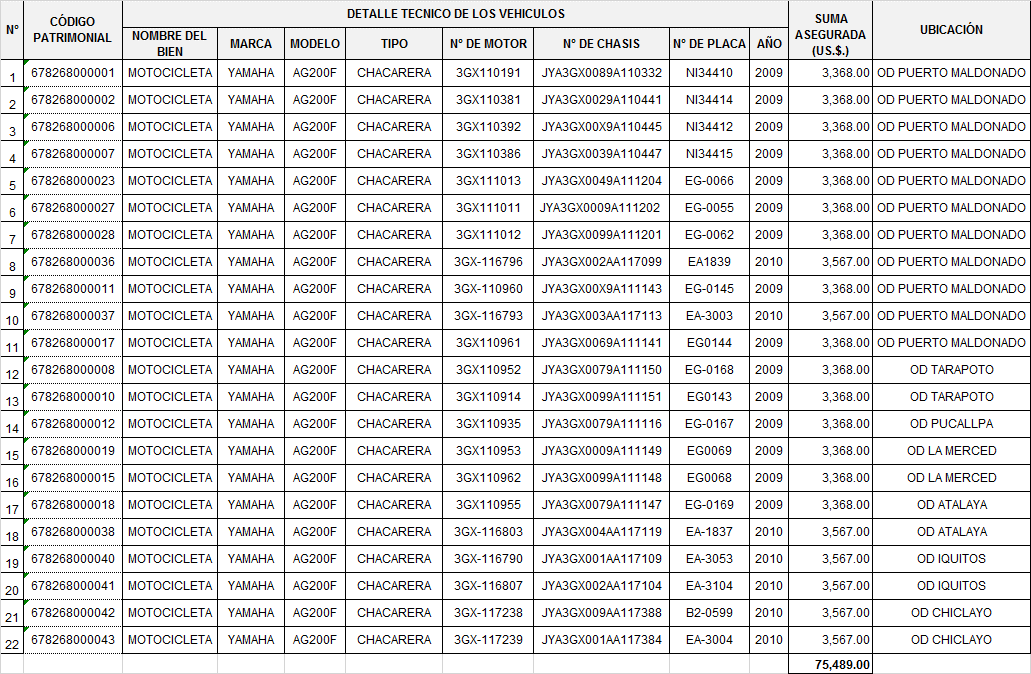 DETALLE TECNICO DE LOS VEHICULOS
N° CÓDIGO PATRIMONIAL NOMBRE DEL BIEN MARCA MODELO TIPO N° DE MOTOR N° DE CHASIS N° DE PLACA AÑO SUMA ASEGURADA (US.$.) UBICACIÓN
1 678268000001 MOTOCICLETA YAMAHA AG200F CHACARERA 3GX110191 JYA3GX0089A110332 NI34410 2009 3,368.00 OD PUERTO MALDONADO
2 678268000002 MOTOCICLETA YAMAHA AG200F CHACARERA 3GX110381 JYA3GX0029A110441 NI34414 2009 3,368.00 OD PUERTO MALDONADO
3 678268000006 MOTOCICLETA YAMAHA AG200F CHACARERA 3GX110392 JYA3GX00X9A110445 NI34412 2009 3,368.00 OD PUERTO MALDONADO
4 678268000007 MOTOCICLETA YAMAHA AG200F CHACARERA 3GX110386 JYA3GX0039A110447 NI34415 2009 3,368.00 OD PUERTO MALDONADO
5 678268000023 MOTOCICLETA YAMAHA AG200F CHACARERA 3GX111013 JYA3GX0049A111204 EG-0066 2009 3,368.00 OD PUERTO MALDONADO
6 678268000027 MOTOCICLETA YAMAHA AG200F CHACARERA 3GX111011 JYA3GX0009A111202 EG-0055 2009 3,368.00 OD PUERTO MALDONADO
7 678268000028 MOTOCICLETA YAMAHA AG200F CHACARERA 3GX111012 JYA3GX0099A111201 EG-0062 2009 3,368.00 OD PUERTO MALDONADO
8 678268000036 MOTOCICLETA YAMAHA AG200F CHACARERA 3GX-116796 JYA3GX002AA117099 EA1839 2010 3,567.00 OD PUERTO MALDONADO
9 678268000011 MOTOCICLETA YAMAHA AG200F CHACARERA 3GX-110960 JYA3GX00X9A111143 EG-0145 2009 3,368.00 OD PUERTO MALDONADO
10 678268000037 MOTOCICLETA YAMAHA AG200F CHACARERA 3GX-116793 JYA3GX003AA117113 EA-3003 2010 3,567.00 OD PUERTO MALDONADO
11 678268000017 MOTOCICLETA YAMAHA AG200F CHACARERA 3GX110961 JYA3GX0069A111141 EG0144 2009 3,368.00 OD PUERTO MALDONADO
12 678268000008 MOTOCICLETA YAMAHA AG200F CHACARERA 3GX110952 JYA3GX0079A111150 EG-0168 2009 3,368.00 OD TARAPOTO
13 678268000010 MOTOCICLETA YAMAHA AG200F CHACARERA 3GX110914 JYA3GX0099A111151 EG0143 2009 3,368.00 OD TARAPOTO
14 678268000012 MOTOCICLETA YAMAHA AG200F CHACARERA 3GX110935 JYA3GX0079A111116 EG-0167 2009 3,368.00 OD PUCALLPA
15 678268000019 MOTOCICLETA YAMAHA AG200F CHACARERA 3GX110953 JYA3GX0009A111149 EG0069 2009 3,368.00 OD LA MERCED
16 678268000015 MOTOCICLETA YAMAHA AG200F CHACARERA 3GX110962 JYA3GX0099A111148 EG0068 2009 3,368.00 OD LA MERCED
17 678268000018 MOTOCICLETA YAMAHA AG200F CHACARERA 3GX110955 JYA3GX0079A111147 EG-0169 2009 3,368.00 OD ATALAYA
18 678268000038 MOTOCICLETA YAMAHA AG200F CHACARERA 3GX-116803 JYA3GX004AA117119 EA-1837 2010 3,567.00 OD ATALAYA
19 678268000040 MOTOCICLETA YAMAHA AG200F CHACARERA 3GX-116790 JYA3GX001AA117109 EA-3053 2010 3,567.00 OD IQUITOS
20 678268000041 MOTOCICLETA YAMAHA AG200F CHACARERA 3GX-116807 JYA3GX002AA117104 EA-3104 2010 3,567.00 OD IQUITOS
21 678268000042 MOTOCICLETA YAMAHA AG200F CHACARERA 3GX-117238 JYA3GX009AA117388 B2-0599 2010 3,567.00 OD CHICLAYO
22 678268000043 MOTOCICLETA YAMAHA AG200F CHACARERA 3GX-117239 JYA3GX001AA117384 EA-3004 2010 3,567.00 OD CHICLAYO
75,489.00